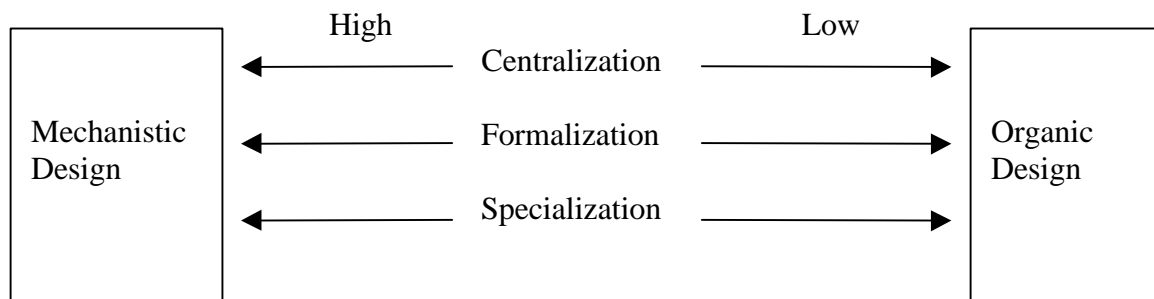 High Low
Centralization
Mechanistic
Design
Formalization
Organic
Design
Specialization